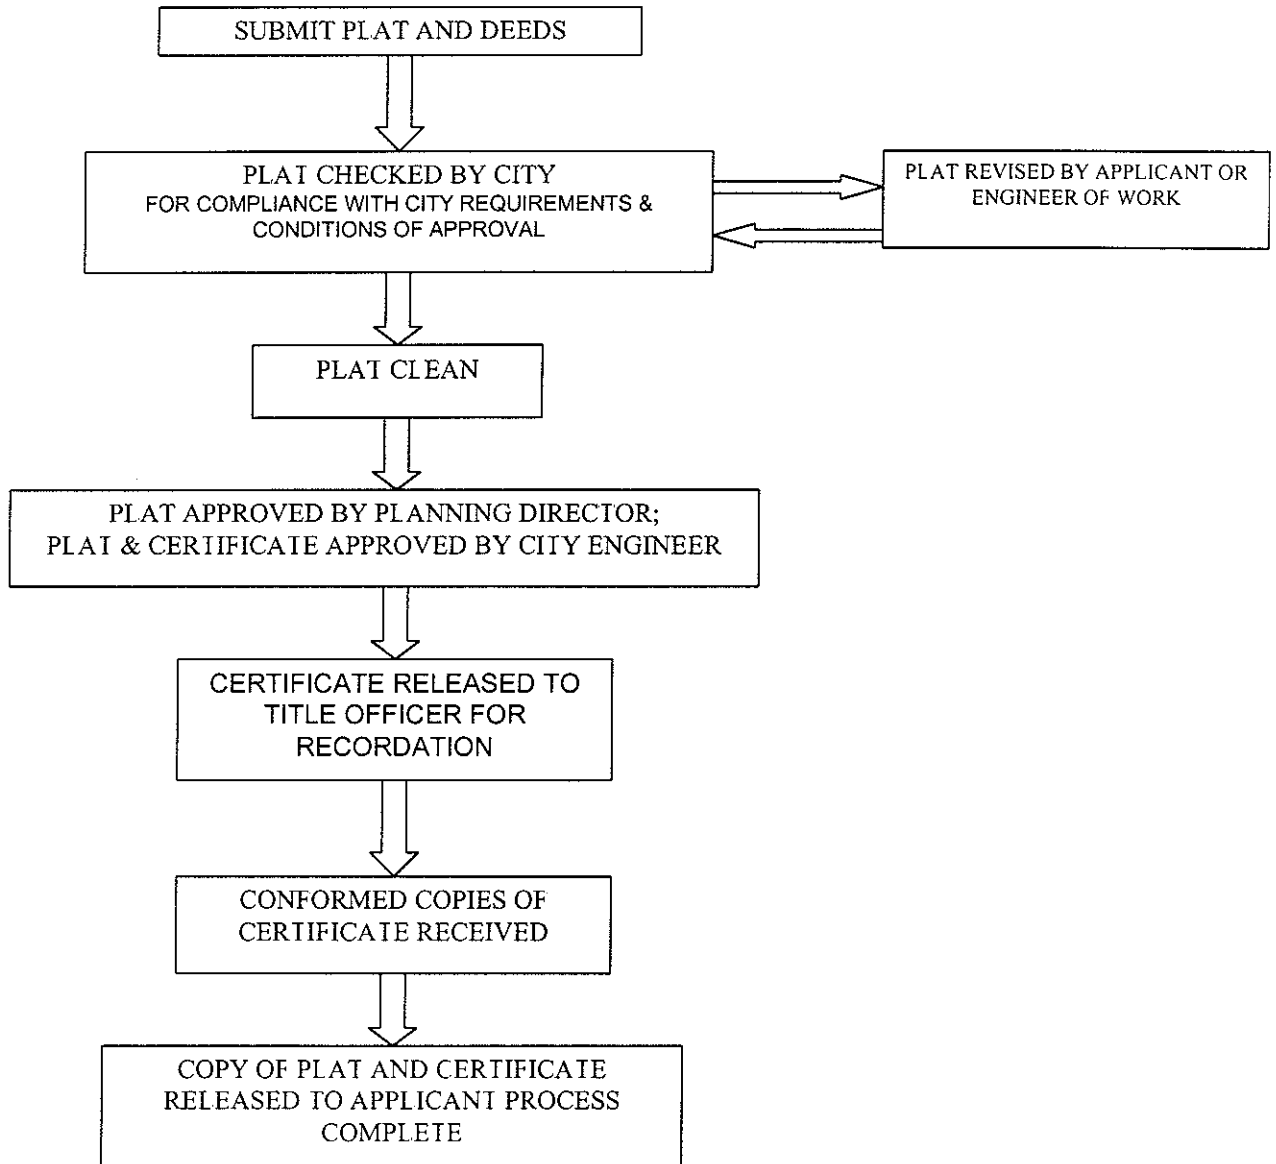 SUBMIT PLAT AND DEEDS
PLAT CHECKED BY CITY
FOR COMPLIANCE WITH CITY REQUIREMENTS &
CONDITIONS OF APPROVAL
PLAT REVISED BY APPLICANT OR
ENGINEER OF WORK
PLAT CLEAN
PLAT APPROVED BY PLANNING DIRECTOR;
PLAT & CERTIFICATE APPROVED BY CITY ENGINEER
CERTIFICATE RELEASED TO
TITLE OFFICER FOR
RECORDATION
CONFORMED COPIES OF
CERTIFICATE RECEIVED
COPY OF PLAT AND CERTIFICATE
RELEASED TO APPLICANT PROCESS
COMPLETE